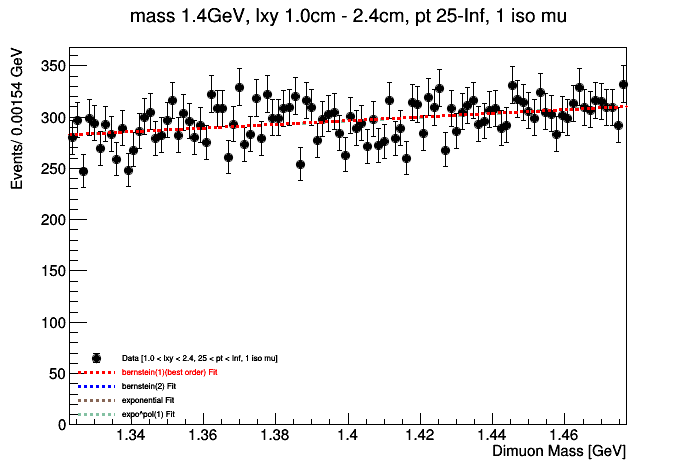 mass 1.4GeV, lxy 1.0cm - 2.4cm, pt 25-Inf, 1 iso mu
Events/ 0.00154 GeV
350
300
250
200
150
100
50
0
Data [1.0 < lxy < 2.4, 25 < pt < Inf, 1 iso mu]
bernstein(1)(best order) Fit
bernstein(2) Fit
exponential Fit
expo*pol(1) Fit
1.34 1.36 1.38 1.4 1.42 1.44 1.46
Dimuon Mass [GeV]